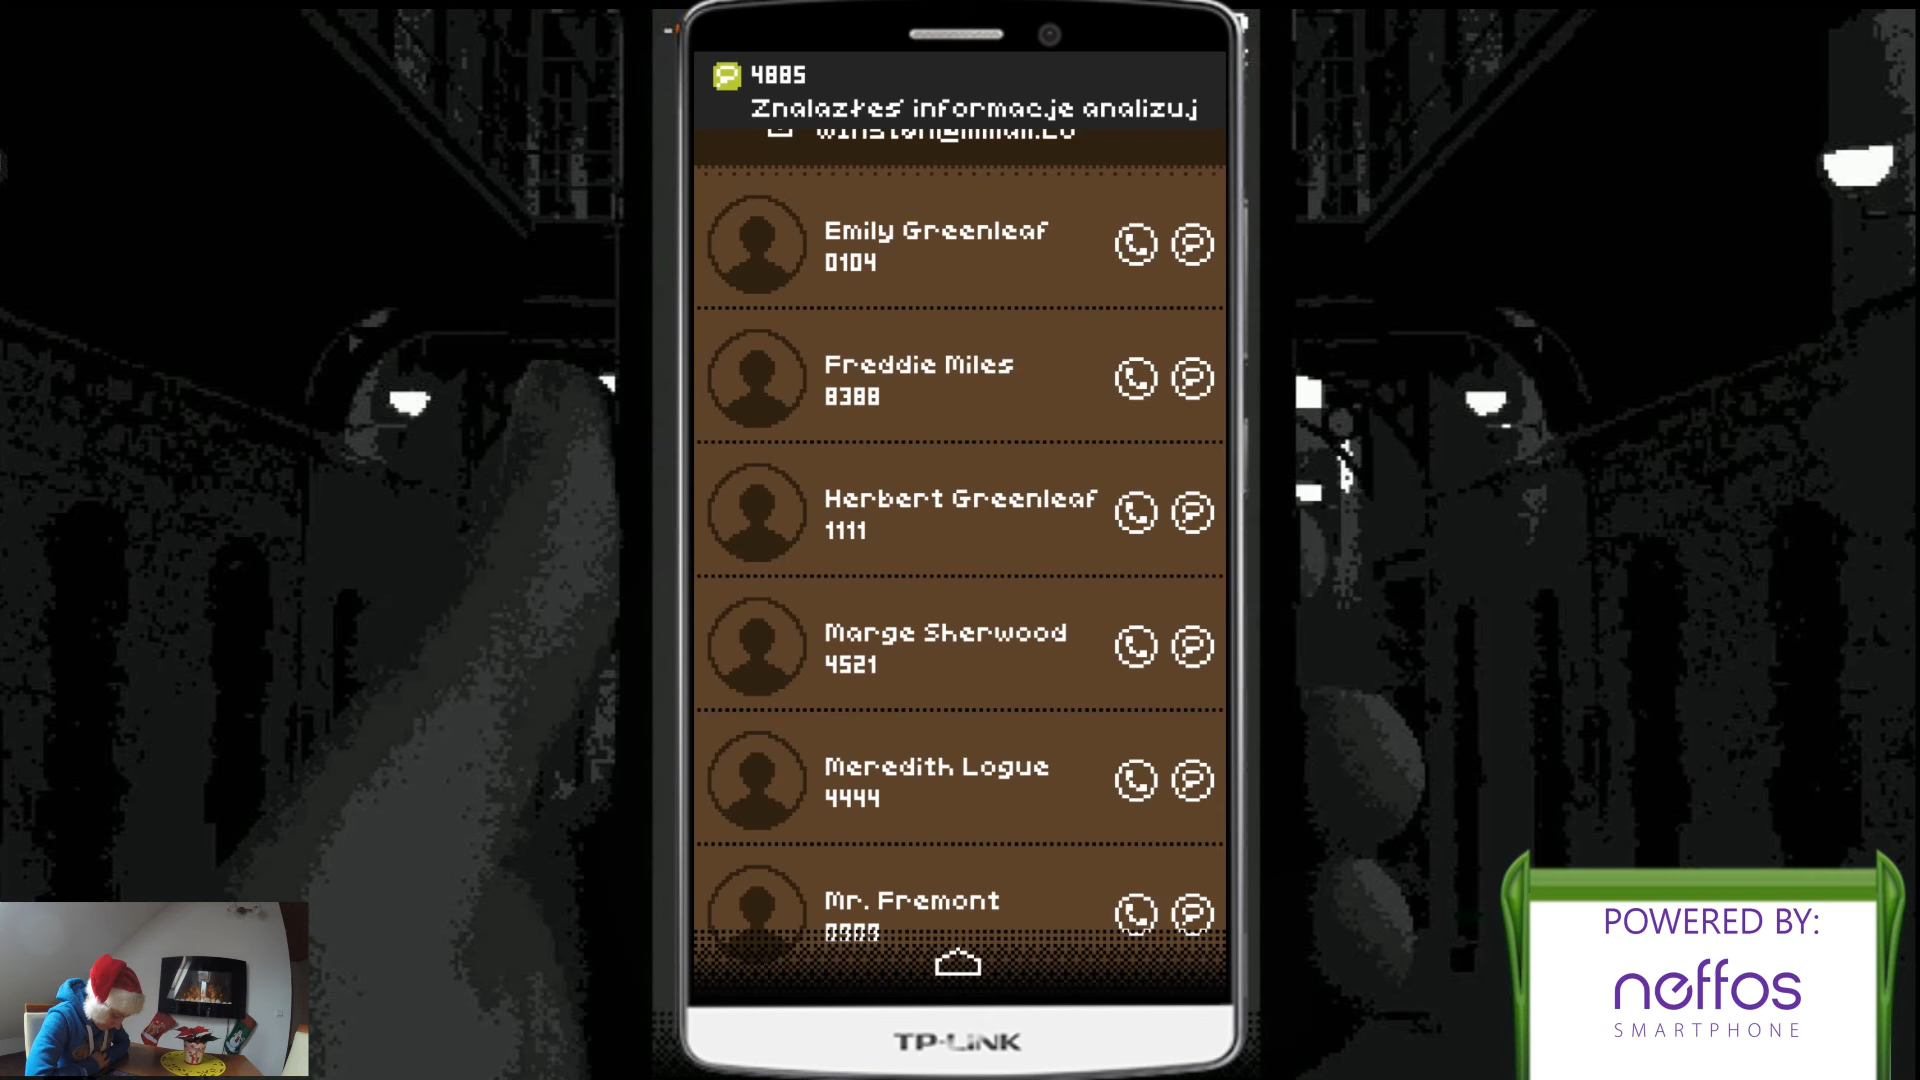 4885
Znalazłeś informacje analizuj
Emily Greenleaf
0104
Freddie Miles
8388
Herbert Greenleaf
1111
Marge Sherwood
4521
Meredith Logue
4444
Mr. Fremont
TP-LINK
POWERED BY:
neffos
SMARTPHONE